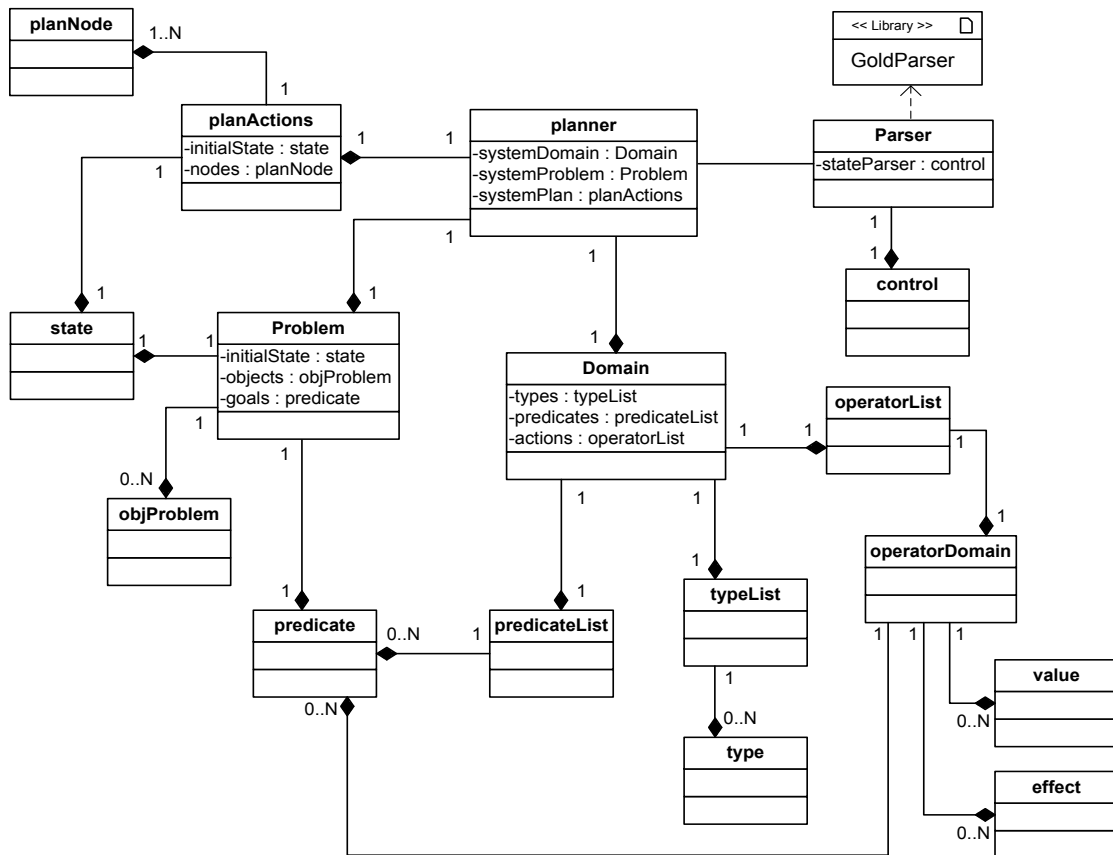 planNode
1..N
1
planActions
-initialState : state
-nodes : planNode
1
1
1
planner
-systemDomain : Domain
-systemProblem : Problem
-systemPlan : planActions
<< Library >>
GoldParser
Parser
-stateParser : control
1
1
control
1
1
1
1
state
1
1
Problem
-initialState : state
-objects : objProblem
-goals : predicate
1
0..N
objProblem
1
1
Domain
-types : typeList
-predicates : predicateList
-actions : operatorList
1
1
operatorList
1
1
operatorDomain
1
1
1
1
1
1
predicate
0..N
1
predicateList
0..N
typeList
1
0..N
type
1
1
1
value
0..N
effect
0..N